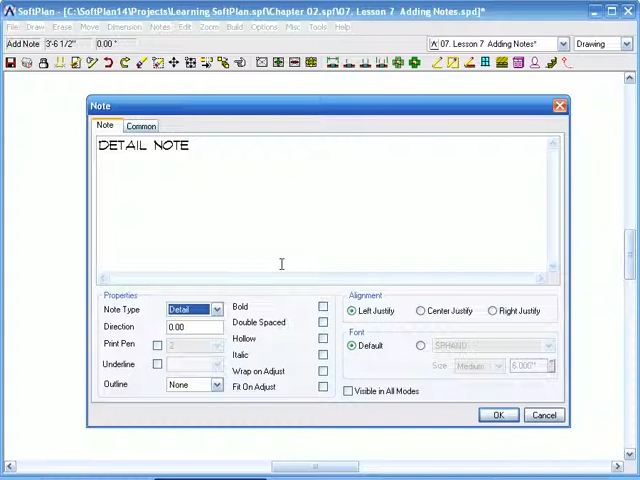 SoftPlan - [C:\SoftPlan14\Projects\Learning SoftPlan.spf\Chapter 02.spf\07. Lesson 7  Adding Notes.spd]*
File Draw Erase Move Dimension Notes Edit Zoom Build Options Misc Tools Help
Add Note 3'-6 1/2" 0.00 ° 07. Lesson 7  Adding Notes* Drawing
Note
Note Common
DETAIL NOTE
Properties
Note Type Detail
Direction 0.00
Print Pen 2
Underline
Outline None
Bold
Double Spaced
Hollow
Italic
Wrap on Adjust
Fit On Adjust
Alignment
Left Justify Center Justify Right Justify
Font
Default SPHAND
Size Medium 6.000"
Visible in All Modes
OK Cancel